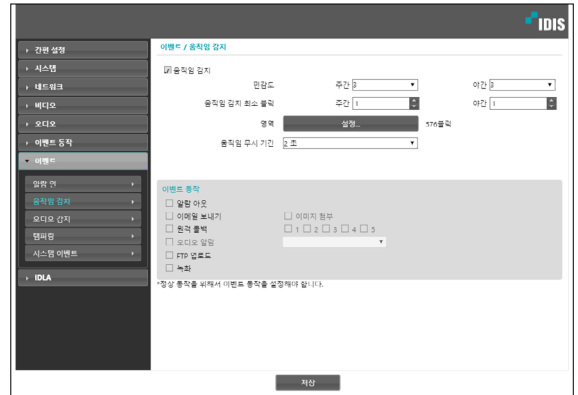 IDIS
간편 설정
시스템
네트워크
비디오
오디오
이벤트 동작
이벤트
알람 인
움직임 감지
오디오 감지
탬퍼링
시스템 이벤트
IDLA
이벤트 / 움직임 감지
움직임 감지
민감도 주간 3 야간 3
움직임 감지 최소 블럭 주간 1 야간 1
영역 설정... 576블럭
움직임 무시 기간 2 초
이벤트 동작
알람 아웃
이메일 보내기 이미지 첨부
원격 콜백 1 2 3 4 5
오디오 알람
FTP 업로드
녹화
*정상 동작을 위해서 이벤트 동작을 설정해야 합니다.
저장